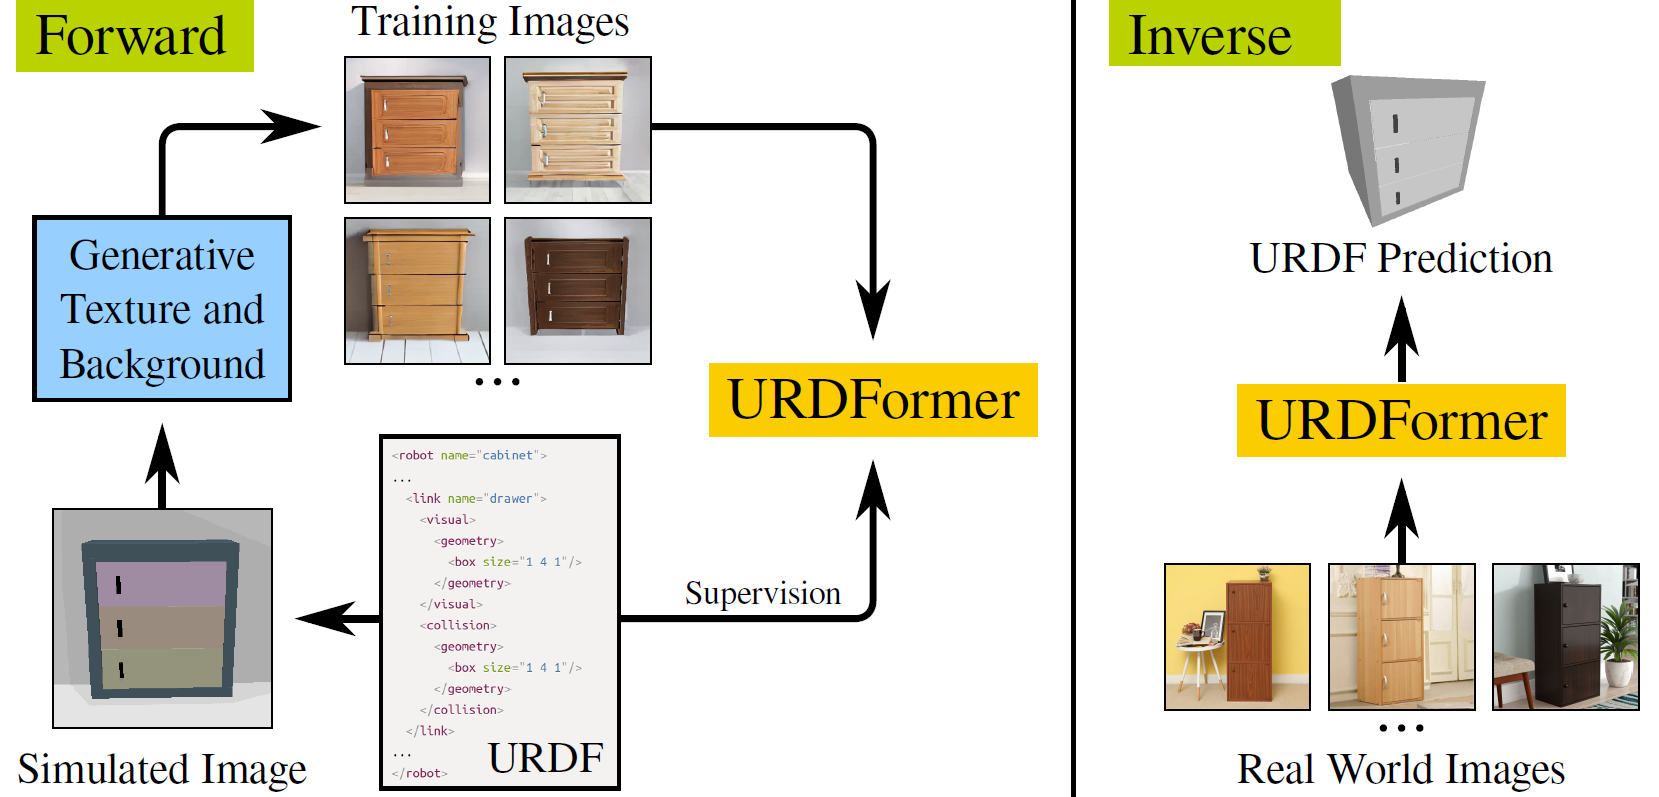 Forward
Training Images
Generative
Texture and
Background
...
URDFormer
<robot name="cabinet">
...
<link name="drawer">
<visual>
<geometry>
<box size="1 4 1"/>
</geometry>
</visual>
<collision>
<geometry>
<box size="1 4 1"/>
</geometry>
</collision>
</link>
...
</robot>
URDF
Supervision
Simulated Image
Inverse
URDF Prediction
URDFormer
...
Real World Images